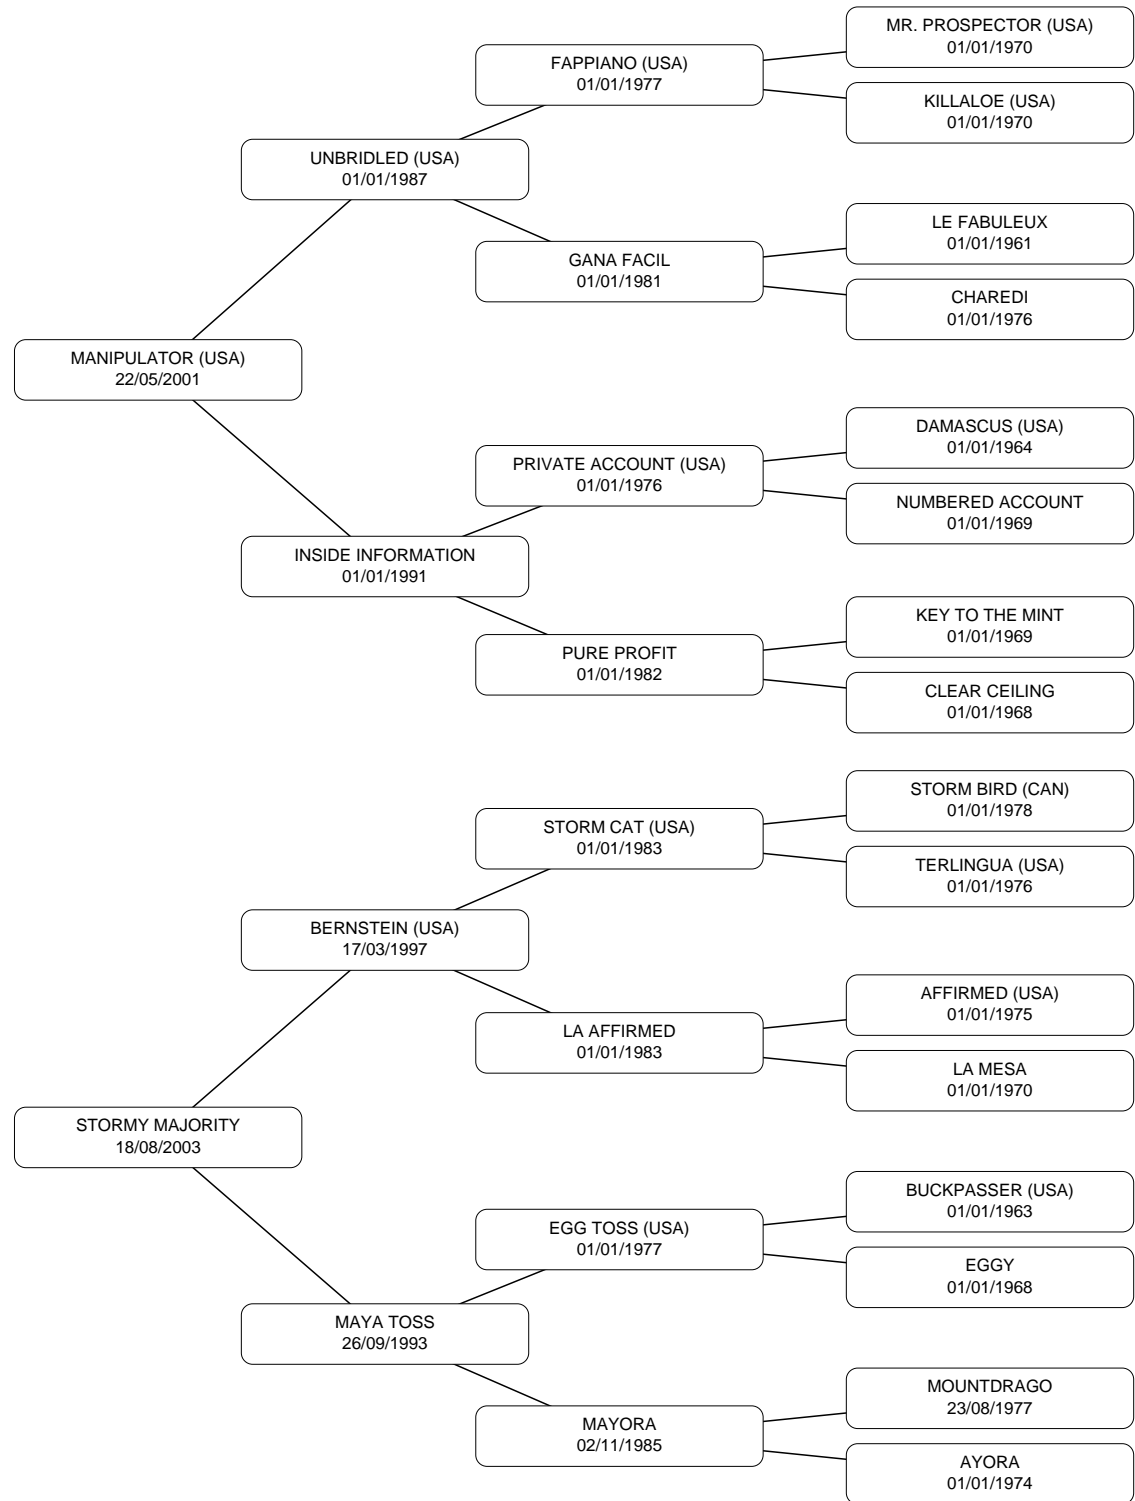 MR. PROSPECTOR (USA)
01/01/1970
FAPPIANO (USA)
01/01/1977
KILLALOE (USA)
01/01/1970
UNBRIDLED (USA)
01/01/1987
LE FABULEUX
01/01/1961
GANA FACIL
01/01/1981
CHAREDI
01/01/1976
MANIPULATOR (USA)
22/05/2001
DAMASCUS (USA)
01/01/1964
PRIVATE ACCOUNT (USA)
01/01/1976
NUMBERED ACCOUNT
01/01/1969
INSIDE INFORMATION
01/01/1991
KEY TO THE MINT
01/01/1969
PURE PROFIT
01/01/1982
CLEAR CEILING
01/01/1968
STORM BIRD (CAN)
01/01/1978
STORM CAT (USA)
01/01/1983
TERLINGUA (USA)
01/01/1976
BERNSTEIN (USA)
17/03/1997
AFFIRMED (USA)
01/01/1975
LA AFFIRMED
01/01/1983
LA MESA
01/01/1970
STORMY MAJORITY
18/08/2003
BUCKPASSER (USA)
01/01/1963
EGG TOSS (USA)
01/01/1977
EGGY
01/01/1968
MAYA TOSS
26/09/1993
MOUNTDRAGO
23/08/1977
MAYORA
02/11/1985
AYORA
01/01/1974